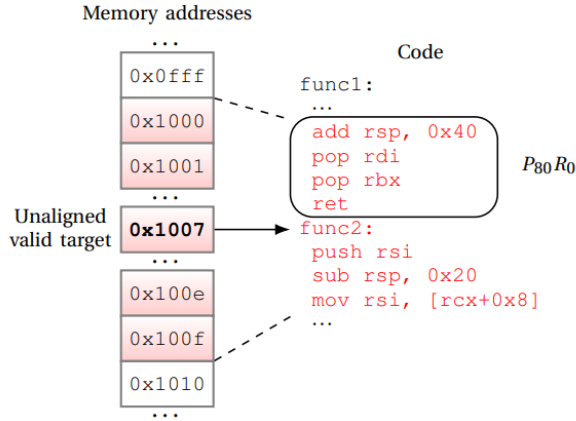 Memory addresses
...
0x0fff
0x1000
0x1001
...
Unaligned
valid target
0x1007
...
0x100e
0x100f
0x1010
...
Code
func1:
...
add rsp, 0x40
pop rdi
pop rbx
ret
P80R0
func2:
push rsi
sub rsp, 0x20
mov rsi, [rcx+0x8]
...